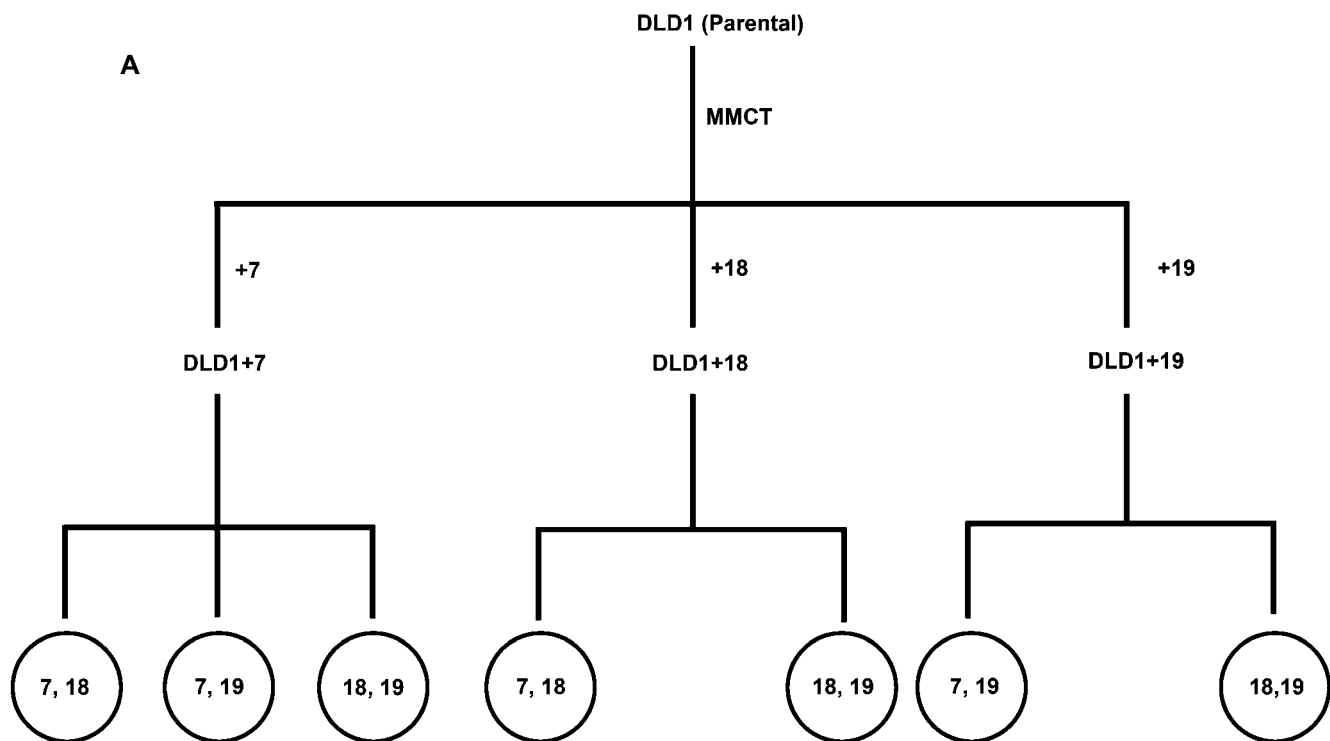 DLD1 (Parental)
A
MMCT
+7
+18
+19
DLD1+7
DLD1+18
DLD1+19
7, 18
7, 19
18, 19
7, 18
18, 19
7, 19
18,19